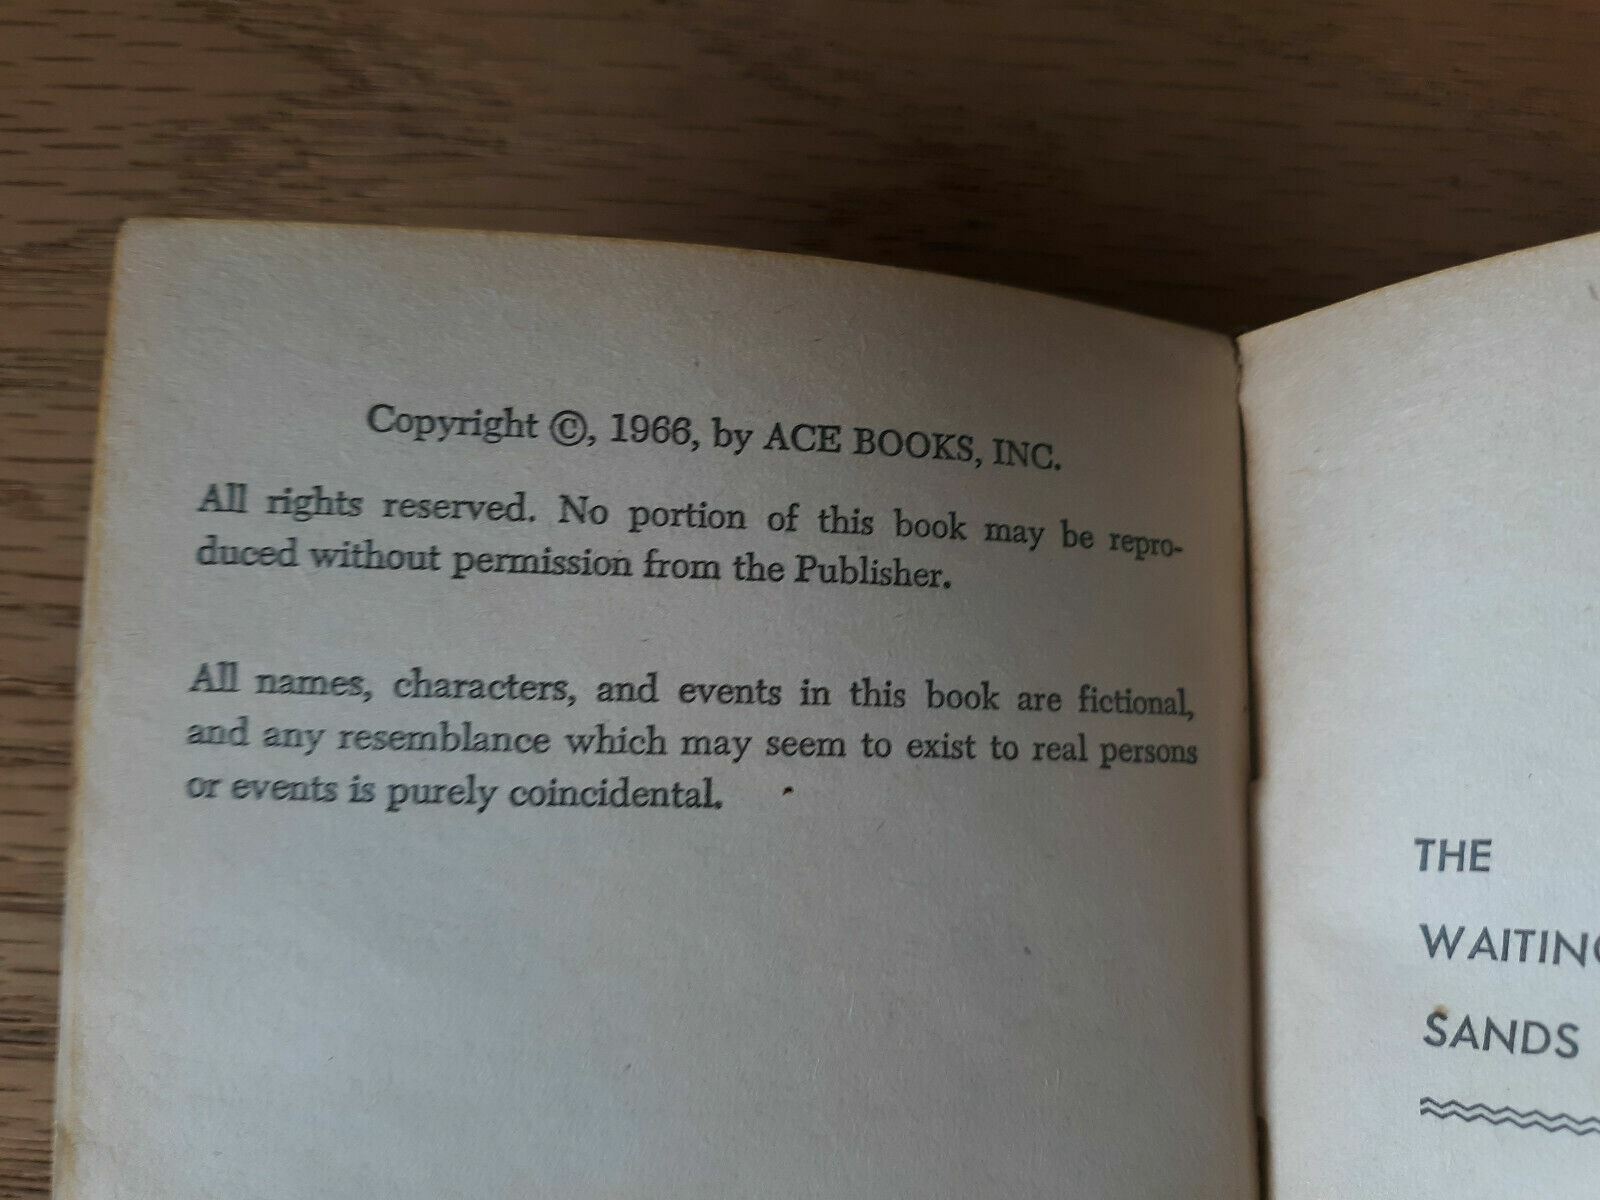 Copyright ©, 1966, by ACE BOOKS, INC.
All rights reserved. No portion of this book may be repro-
duced without permission from the Publisher.
All names, characters, and events in this book are fictional,
and any resemblance which may seem to exist to real persons
or events is purely coincidental.
THE
WAITING
SANDS